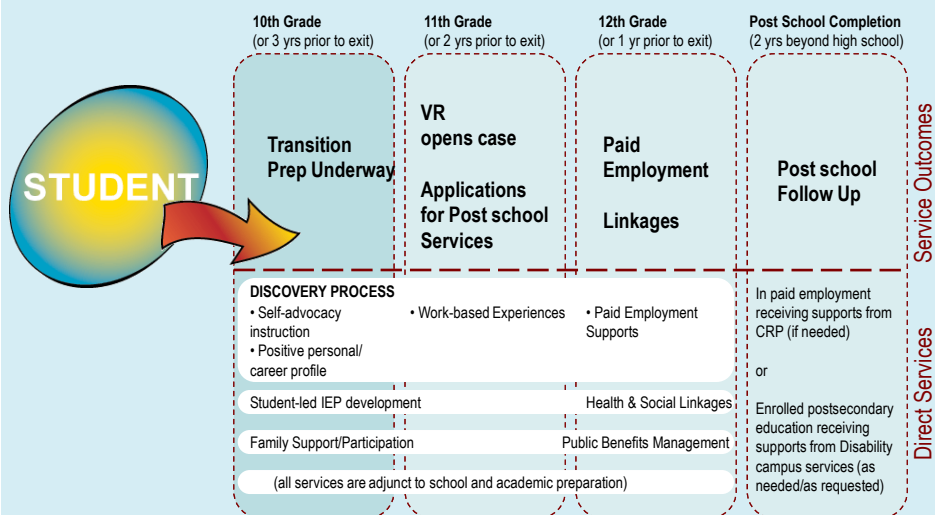 10th Grade
(or 3 yrs prior to exit)
11th Grade
(or 2 yrs prior to exit)
12th Grade
(or 1 yr prior to exit)
Post School Completion
(2 yrs beyond high school)
STUDENT
Transition
Prep Underway
VR
opens case
Applications
for Post school
Services
Paid
Employment
Linkages
Post school
Follow Up
Service Outcomes
DISCOVERY PROCESS
• Self-advocacy
instruction
• Positive personal/
career profile
• Work-based Experiences
• Paid Employment
Supports
Student-led IEP development
Health & Social Linkages
Family Support/Participation
Public Benefits Management
(all services are adjunct to school and academic preparation)
In paid employment
receiving supports from
CRP (if needed)
or
Enrolled postsecondary
education receiving
supports from Disability
campus services (as
needed/as requested)
Direct Services